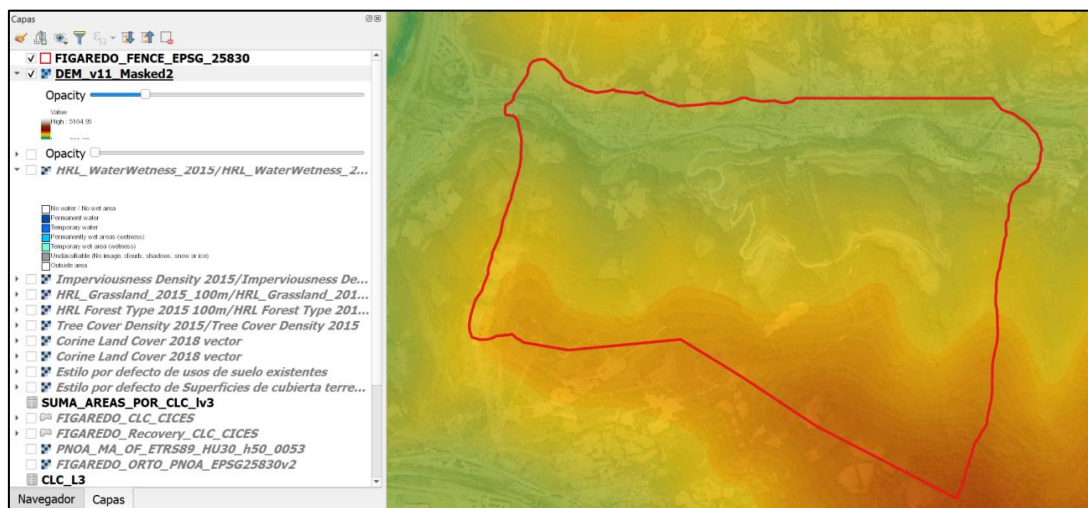 Capas
FIGAREDO_FENCE_EPSG_25830
DEM_v11_Masked2
Opacity
Value
High : 5104.95
Opacity
HRL_WaterWetness_2015/HRL_WaterWetness_2...
No water / No wet area
Permanent water
Temporary water
Permanently wet areas (wetness)
Temporary wet area (wetness)
Unclassifiable (No image, clouds, shadows, snow or ice)
Outside area
Imperviousness Density 2015/Imperviousness De...
HRL_Grassland_2015_100m/HRL_Grassland_201...
HRL Forest Type 2015 100m/HRL Forest Type 201...
Tree Cover Density 2015/Tree Cover Density 2015
Corine Land Cover 2018 vector
Corine Land Cover 2018 vector
Estilo por defecto de usos de suelo existentes
Estilo por defecto de Superficies de cubierta terre...
SUMA_AREAS_POR_CLC_lv3
FIGAREDO_CLC_CICES
FIGAREDO_Recovery_CLC_CICES
PNOA_MA_OF_ETRS89_HU30_h50_0053
FIGAREDO_ORTO_PNOA_EPSG25830v2
CLC_L3
Navegador Capas